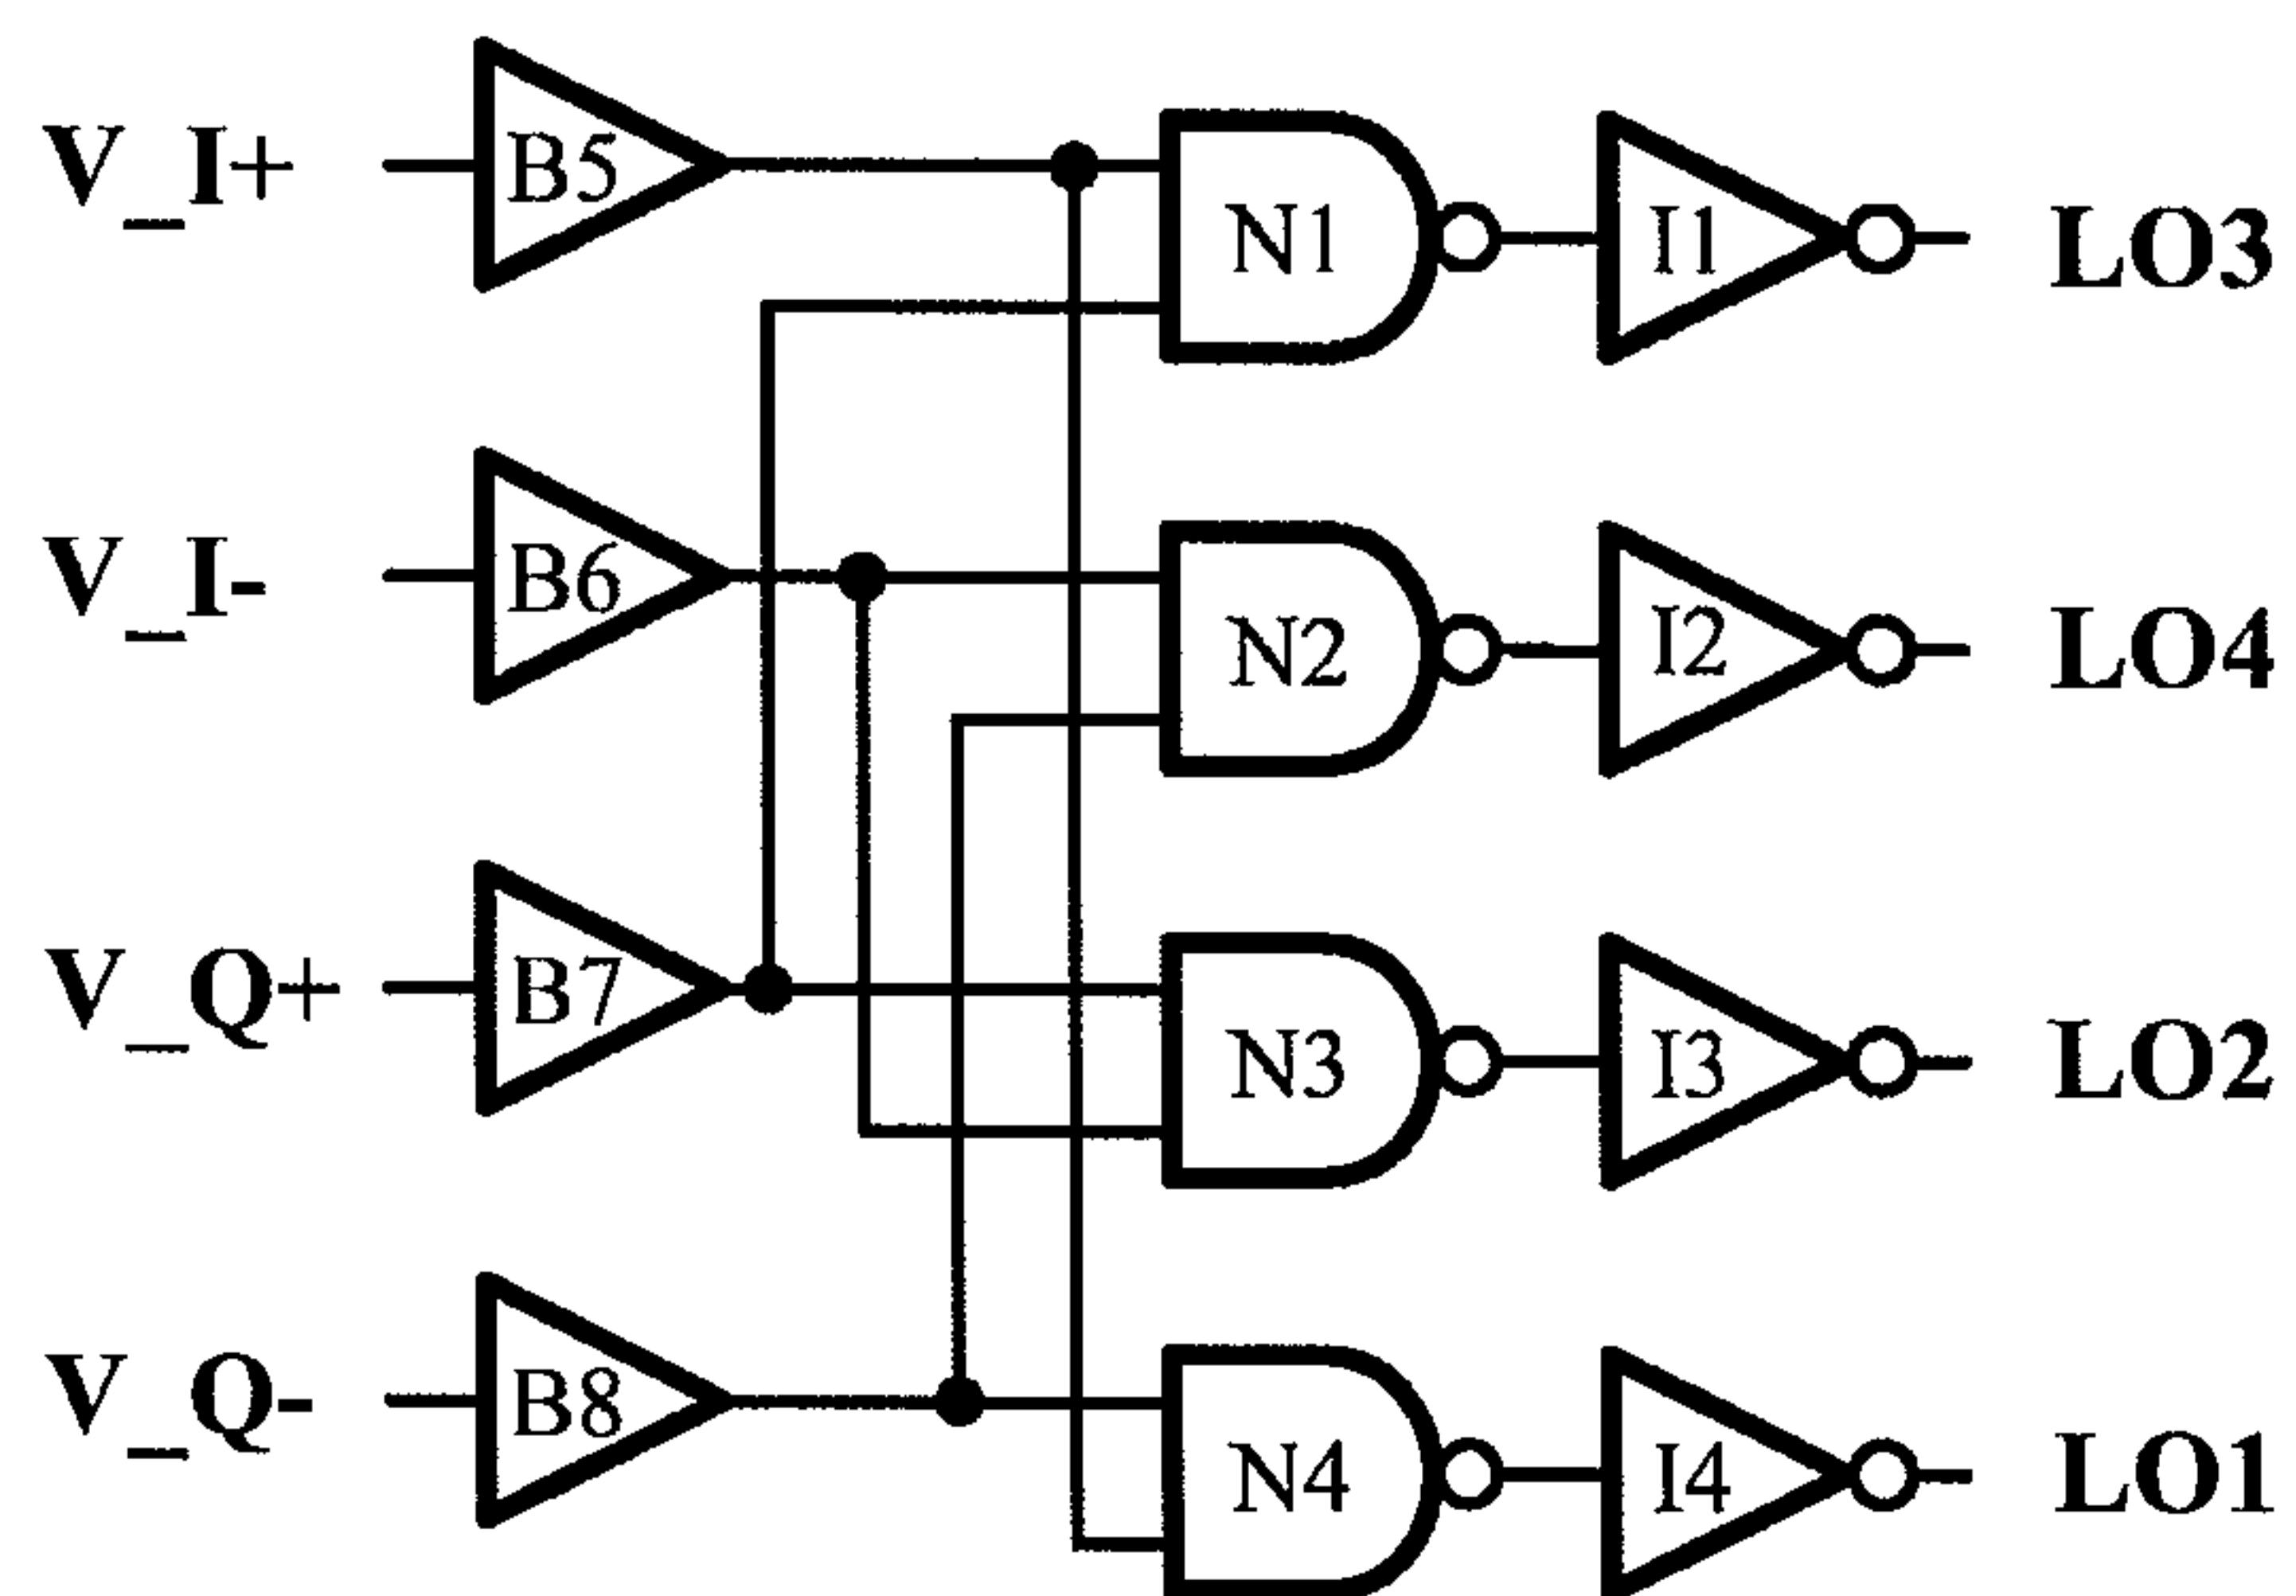 V_I+ B5 N1 I1 LO3
V_I- B6 N2 I2 LO4
V_Q+ B7 N3 I3 LO2
V_Q- B8 N4 I4 LO1